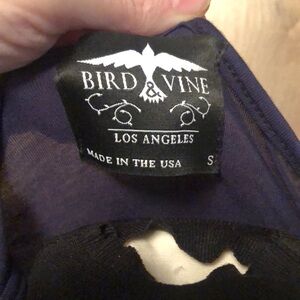 BIRD & VINE
LOS ANGELES
MADE IN THE USA S